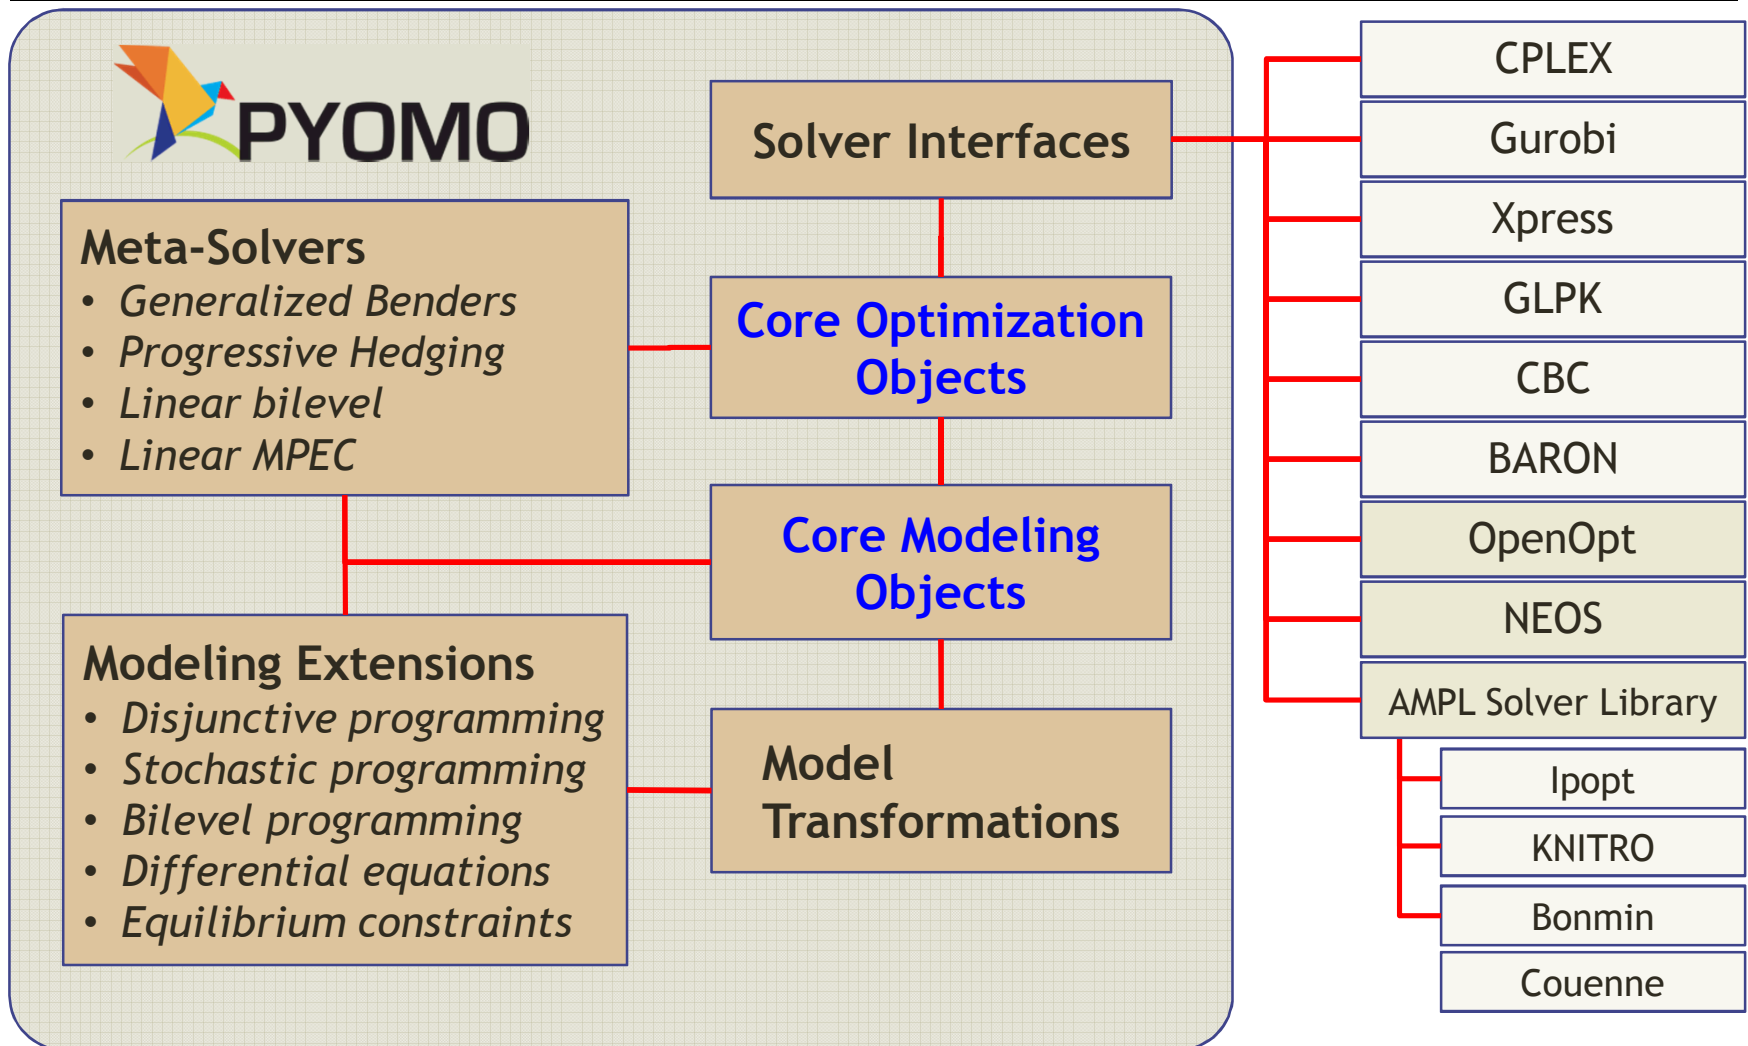 PYOMO
Solver Interfaces
Meta-Solvers
• Generalized Benders
• Progressive Hedging
• Linear bilevel
• Linear MPEC
Core Optimization
Objects
Core Modeling
Objects
Modeling Extensions
• Disjunctive programming
• Stochastic programming
• Bilevel programming
• Differential equations
• Equilibrium constraints
Model
Transformations
CPLEX
Gurobi
Xpress
GLPK
CBC
BARON
OpenOpt
NEOS
AMPL Solver Library
Ipopt
KNITRO
Bonmin
Couenne